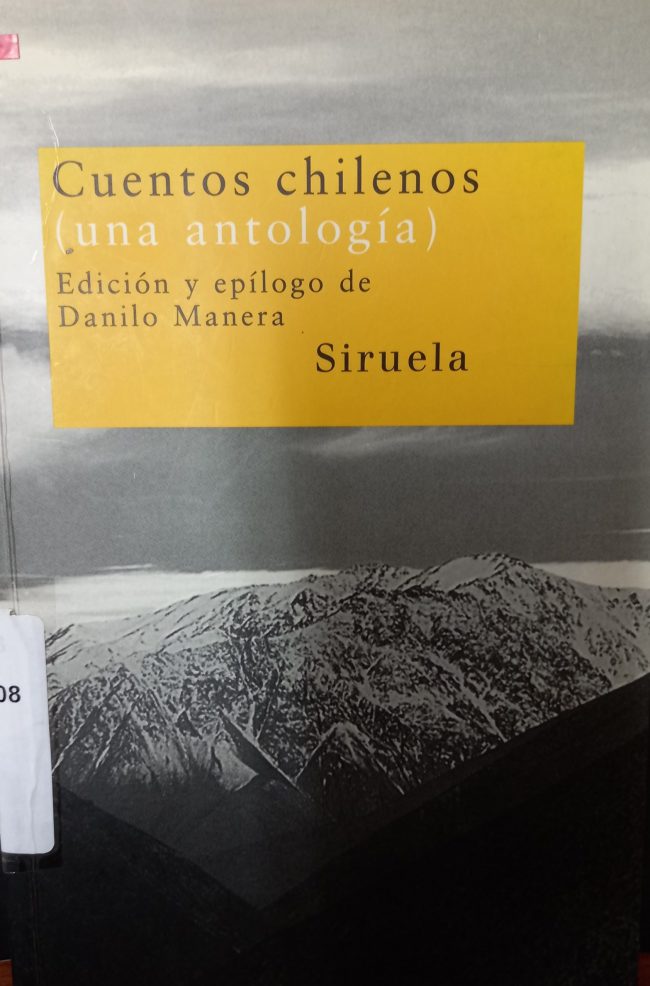 Cuentos chilenos
(una antología)
Edición y epílogo de
Danilo Manera
Siruela
08